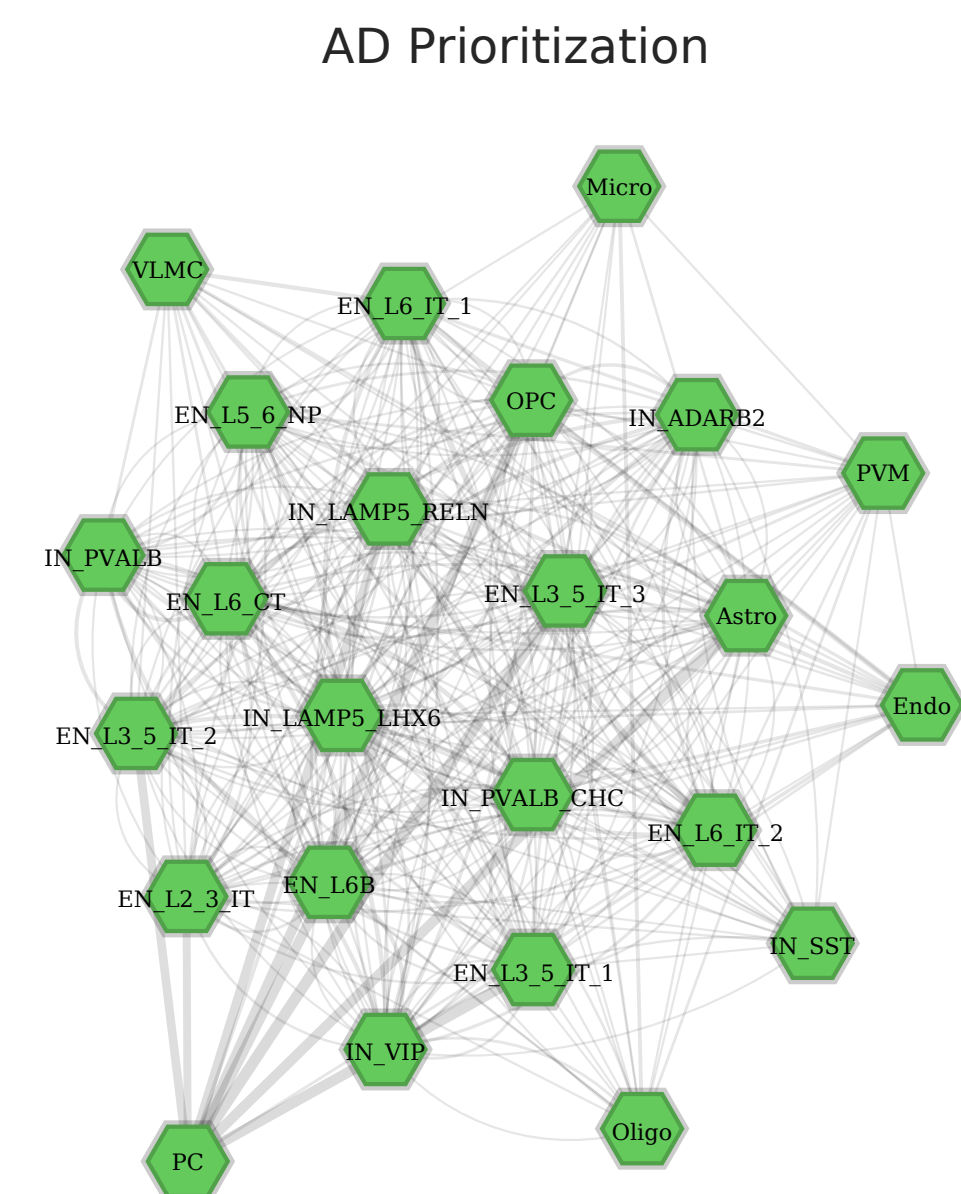 AD Prioritization
Micro
VLMC
EN_L6_IT_1
OPC
EN_L5_6_NP
IN_ADARB2
PVM
IN_LAMP5_RELN
IN_PVALB
EN_L6_CT
EN_L3_5_IT_3
Astro
Endo
IN_LAMP5_LHX6
EN_L3_5_IT_2
IN_PVALB_CHC
EN_L6_IT_2
EN_L6B
EN_L2_3_IT
IN_SST
EN_L3_5_IT_1
IN_VIP
Oligo
PC